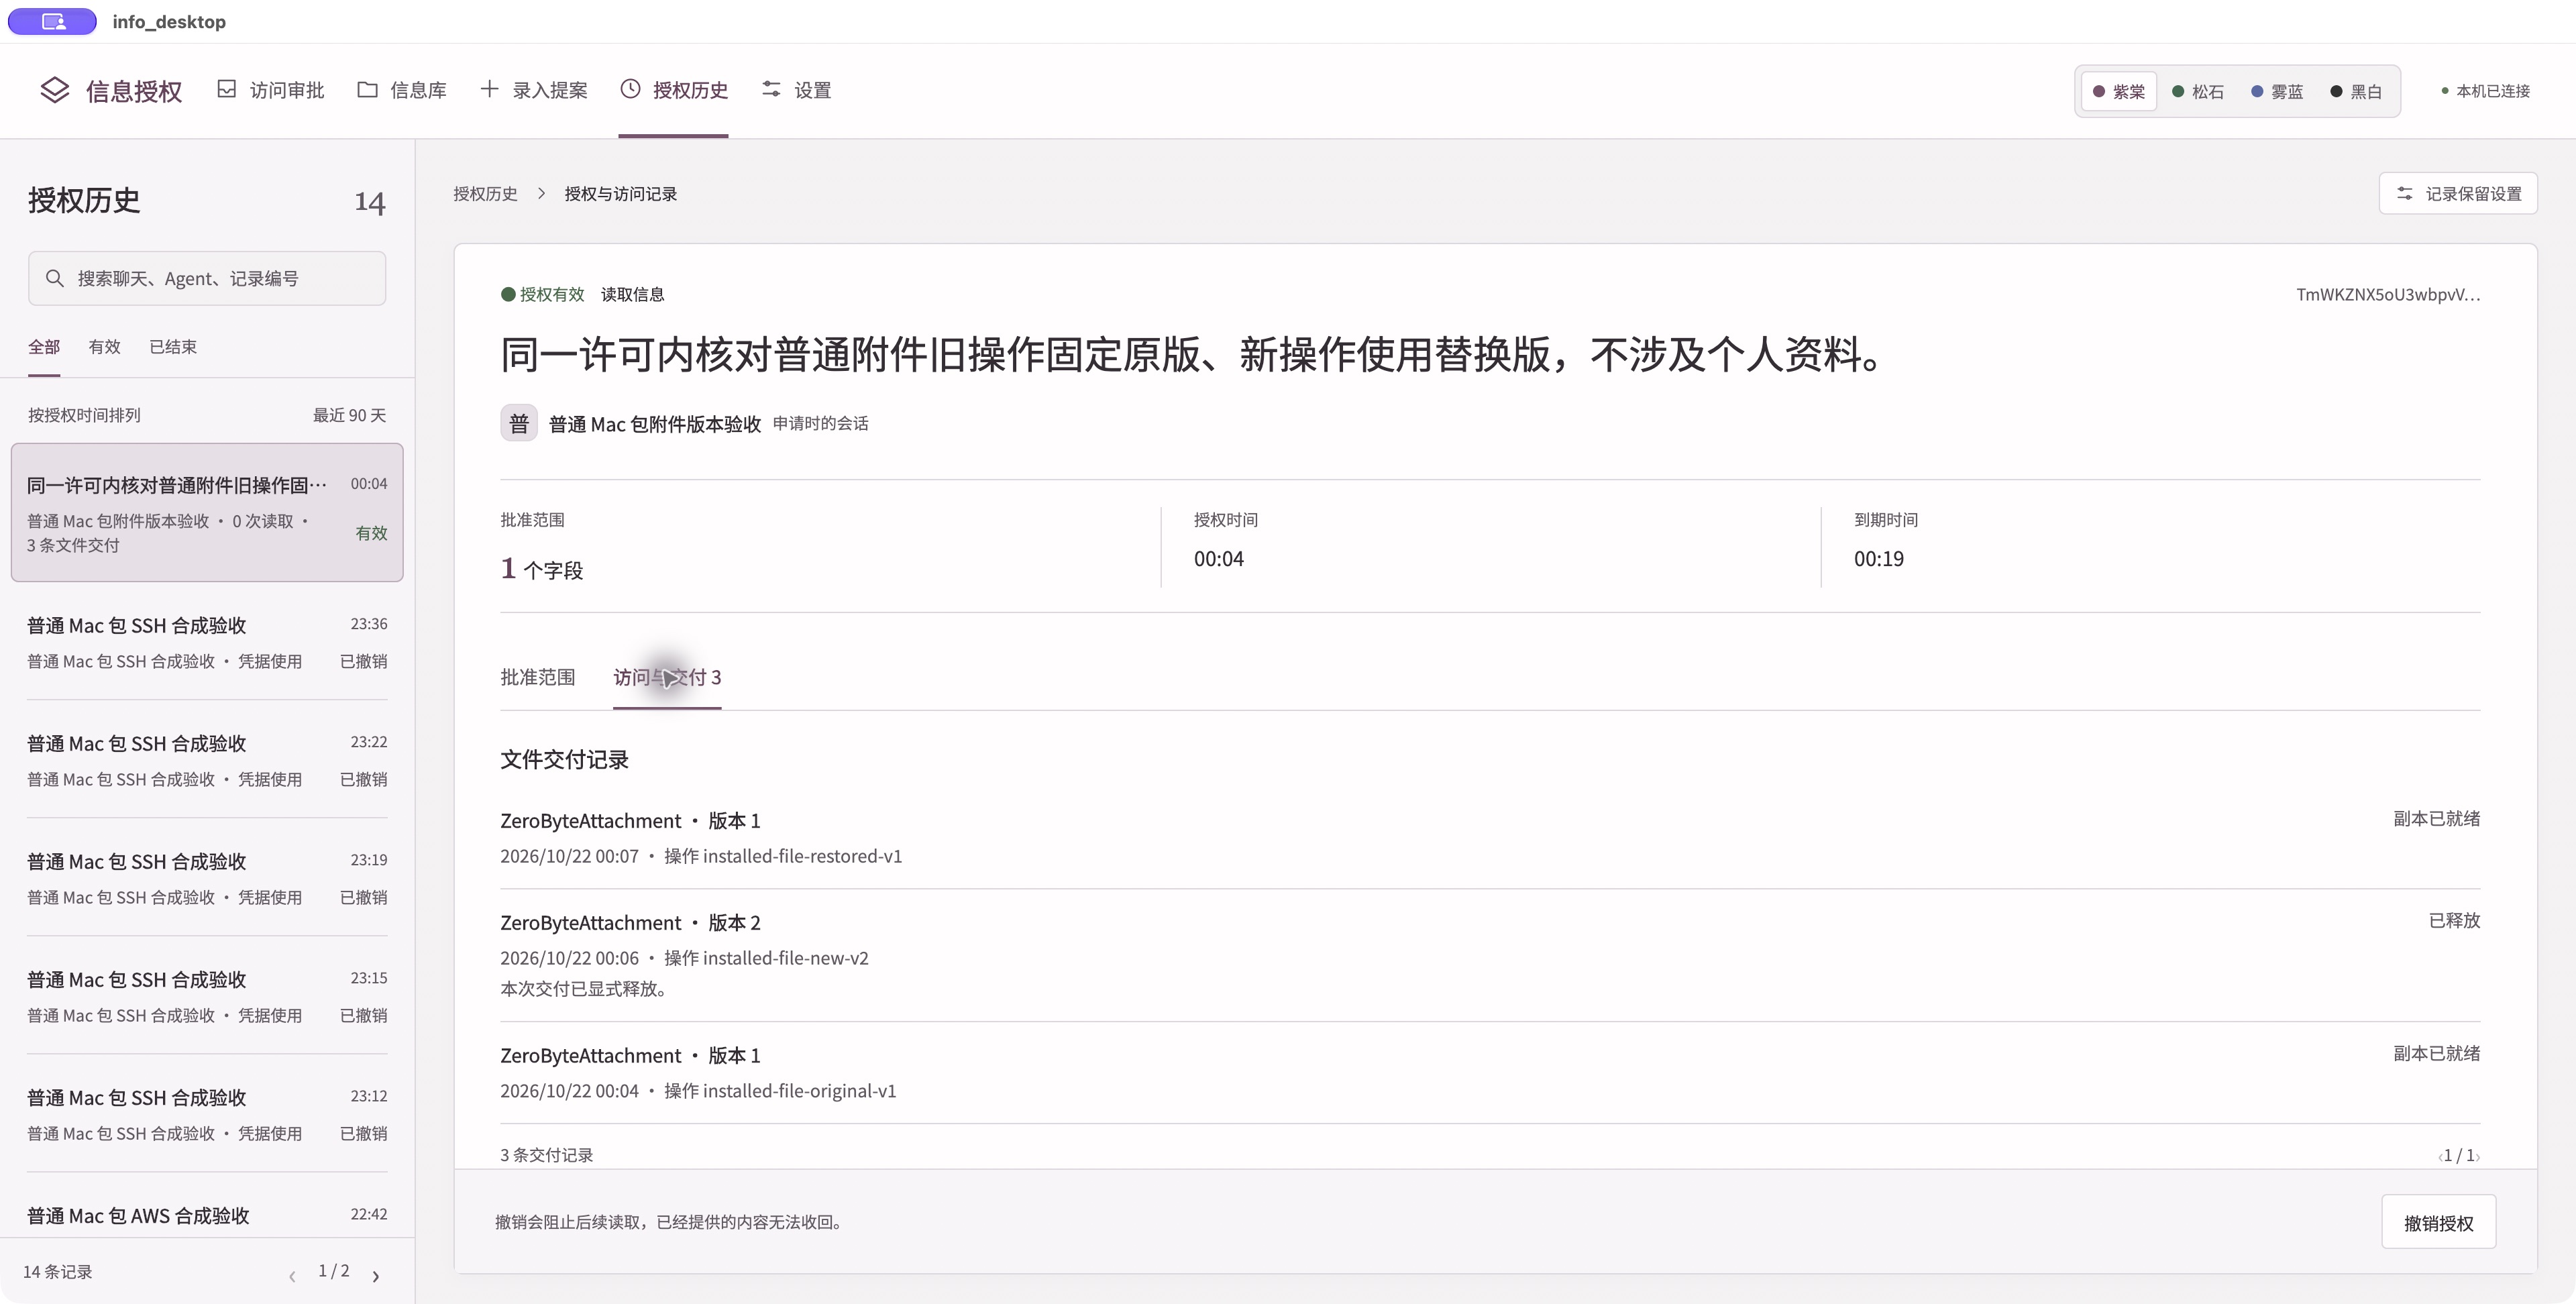 info_desktop
信息授权
访问审批
信息库
录入提案
授权历史
设置
紫棠
松石
雾蓝
黑白
本机已连接
授权历史
14
搜索聊天、Agent、记录编号
全部
有效
已结束
按授权时间排列
最近 90 天
同一许可内核对普通附件旧操作固…
00:04
普通 Mac 包附件版本验收 · 0 次读取 ·
3 条文件交付
有效
普通 Mac 包 SSH 合成验收
23:36
普通 Mac 包 SSH 合成验收 · 凭据使用
已撤销
普通 Mac 包 SSH 合成验收
23:22
普通 Mac 包 SSH 合成验收 · 凭据使用
已撤销
普通 Mac 包 SSH 合成验收
23:19
普通 Mac 包 SSH 合成验收 · 凭据使用
已撤销
普通 Mac 包 SSH 合成验收
23:15
普通 Mac 包 SSH 合成验收 · 凭据使用
已撤销
普通 Mac 包 SSH 合成验收
23:12
普通 Mac 包 SSH 合成验收 · 凭据使用
已撤销
普通 Mac 包 AWS 合成验收
22:42
14 条记录
1 / 2
授权历史
授权与访问记录
记录保留设置
授权有效
读取信息
TmWKZNX5oU3wbpvV…
同一许可内核对普通附件旧操作固定原版、新操作使用替换版，不涉及个人资料。
普
普通 Mac 包附件版本验收
申请时的会话
批准范围
1 个字段
授权时间
00:04
到期时间
00:19
批准范围
访问与交付 3
文件交付记录
ZeroByteAttachment · 版本 1
副本已就绪
2026/10/22 00:07 · 操作 installed-file-restored-v1
ZeroByteAttachment · 版本 2
已释放
2026/10/22 00:06 · 操作 installed-file-new-v2
本次交付已显式释放。
ZeroByteAttachment · 版本 1
副本已就绪
2026/10/22 00:04 · 操作 installed-file-original-v1
3 条交付记录
1 / 1
撤销会阻止后续读取，已经提供的内容无法收回。
撤销授权